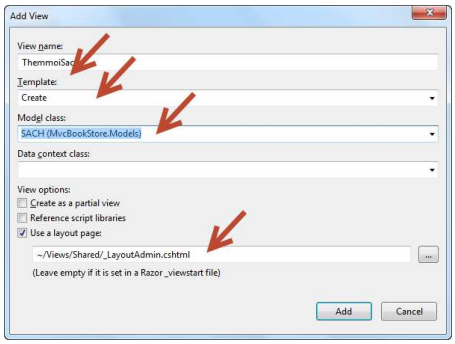 Add View
View name:
ThemmoiSac
Template:
Create
Model class:
SACH (MvcBookStore.Models)
Data context class:
View options:
Create as a partial view
Reference script libraries
Use a layout page:
~/Views/Shared/_LayoutAdmin.cshtml
...
(Leave empty if it is set in a Razor _viewstart file)
Add
Cancel